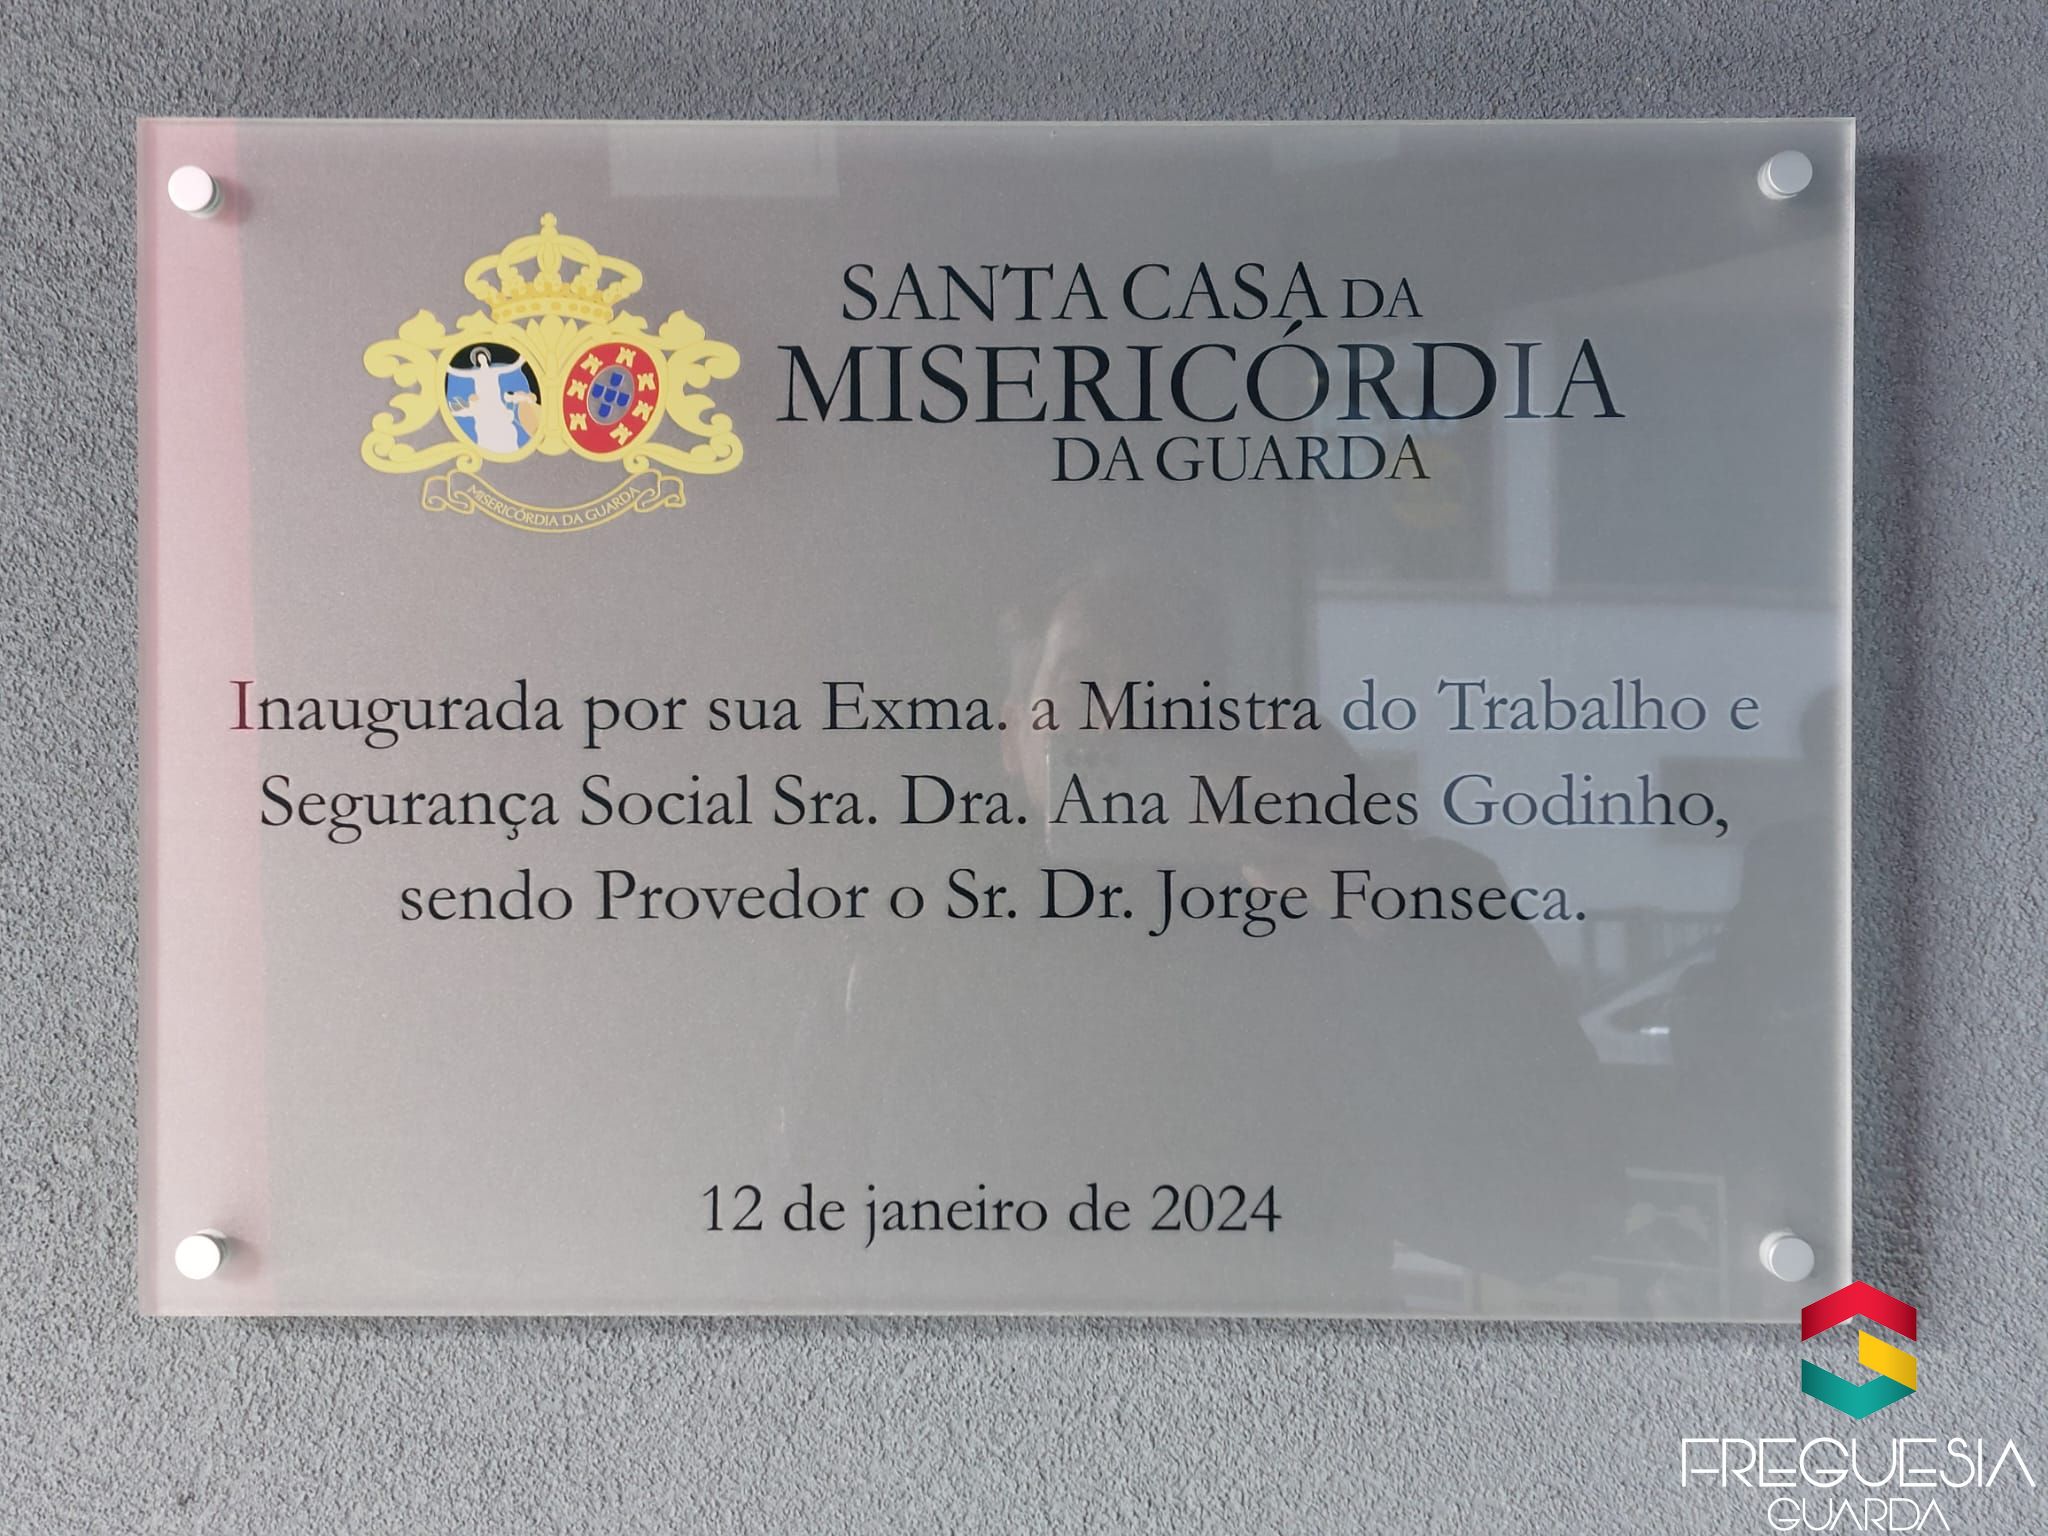 SANTA CASA DA
MISERICÓRDIA
DA GUARDA
MISERICÓRDIA DA GUARDA
Inaugurada por sua Exma. a Ministra do Trabalho e
Segurança Social Sra. Dra. Ana Mendes Godinho,
sendo Provedor o Sr. Dr. Jorge Fonseca.
12 de janeiro de 2024
FREGUESIA
GUARDA